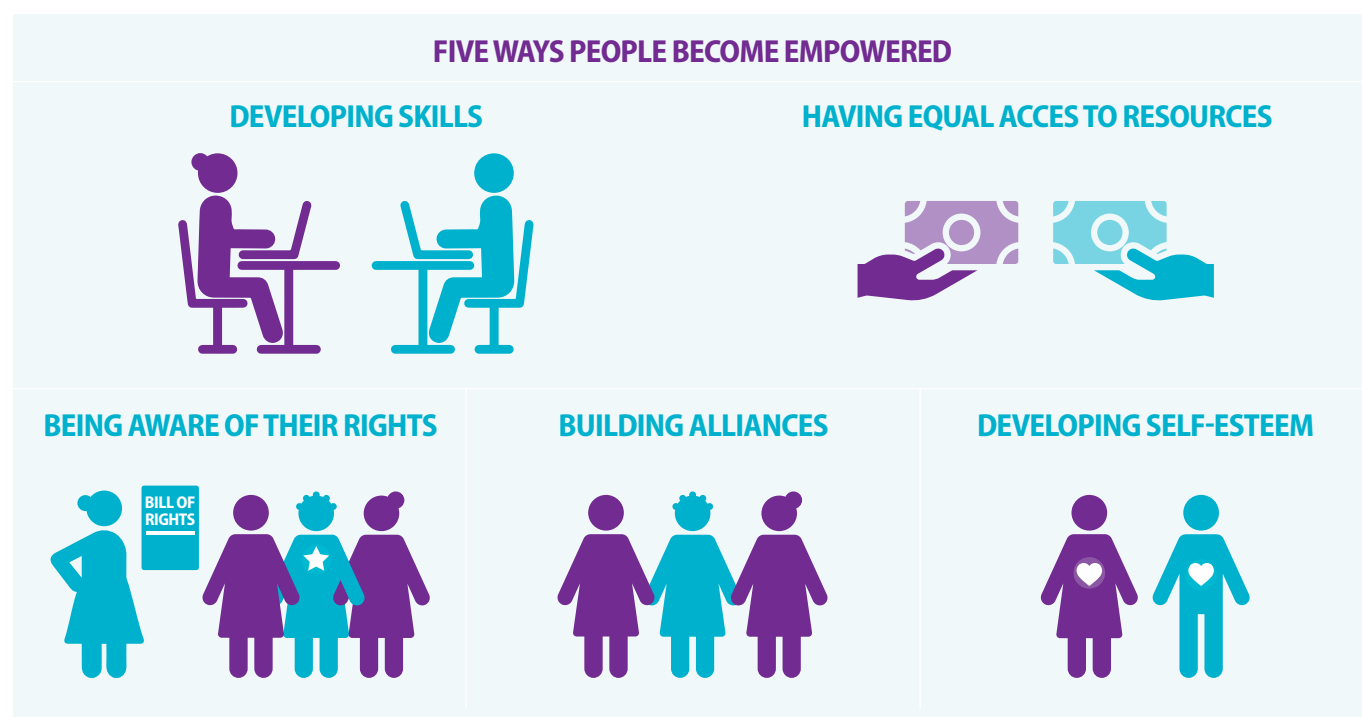 FIVE WAYS PEOPLE BECOME EMPOWERED
DEVELOPING SKILLS
HAVING EQUAL ACCES TO RESOURCES
BEING AWARE OF THEIR RIGHTS
BILL OF
RIGHTS
BUILDING ALLIANCES
DEVELOPING SELF-ESTEEM